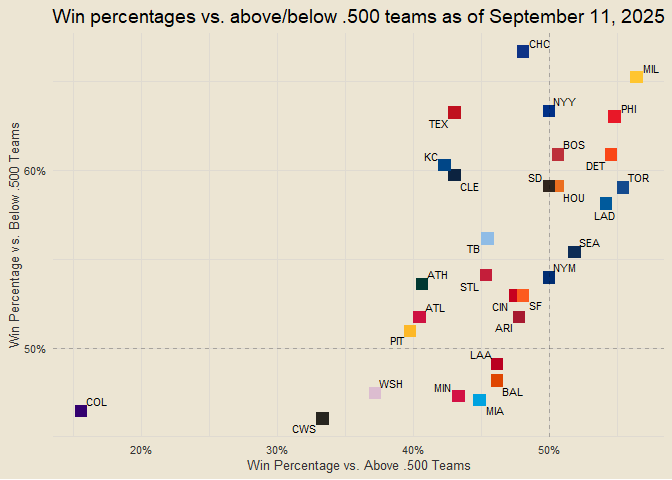 Win percentages vs. above/below .500 teams as of September 11, 2025
CHC
MIL
NYY
PHI
TEX
BOS
DET
KC
CLE
SD
HOU
TOR
LAD
60%
TB
SEA
ATH
STL
NYM
CIN
SF
ATL
ARI
PIT
50%
LAA
WSH
MIN
BAL
MIA
COL
CWS
20%
30%
40%
50%
Win Percentage vs. Above .500 Teams
Win Percentage vs. Below .500 Teams